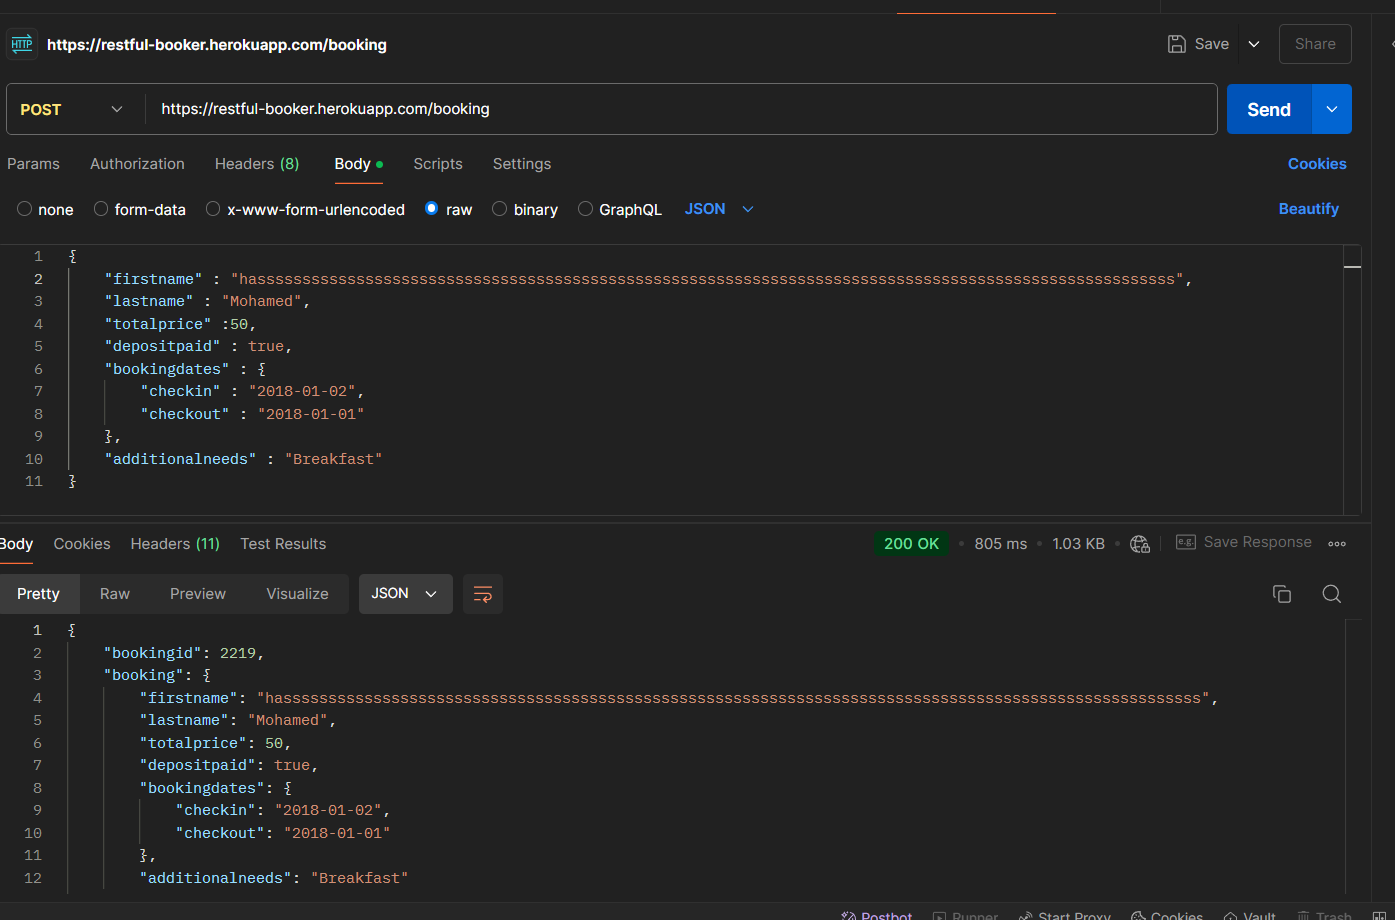 HTTP https://restful-booker.herokuapp.com/booking Save Share
POST https://restful-booker.herokuapp.com/booking Send
Params Authorization Headers (8) Body Scripts Settings Cookies
none form-data x-www-form-urlencoded raw binary GraphQL JSON Beautify
1 {
2 "firstname" : "hassssssssssssssssssssssssssssssssssssssssssssssssssssssssssssssssssssssssssssssssssssssssssssssssssssssss",
3 "lastname" : "Mohamed",
4 "totalprice" :50,
5 "depositpaid" : true,
6 "bookingdates" : {
7 "checkin" : "2018-01-02",
8 "checkout" : "2018-01-01"
9 },
10 "additionalneeds" : "Breakfast"
11 }
Body Cookies Headers (11) Test Results 200 OK • 805 ms • 1.03 KB • e.g. Save Response
Pretty Raw Preview Visualize JSON
1 {
2 "bookingid": 2219,
3 "booking": {
4 "firstname": "hassssssssssssssssssssssssssssssssssssssssssssssssssssssssssssssssssssssssssssssssssssssssssssssssssssssss",
5 "lastname": "Mohamed",
6 "totalprice": 50,
7 "depositpaid": true,
8 "bookingdates": {
9 "checkin": "2018-01-02",
10 "checkout": "2018-01-01"
11 },
12 "additionalneeds": "Breakfast"
Postbot Runner Start Proxy Cookies Vault Trash